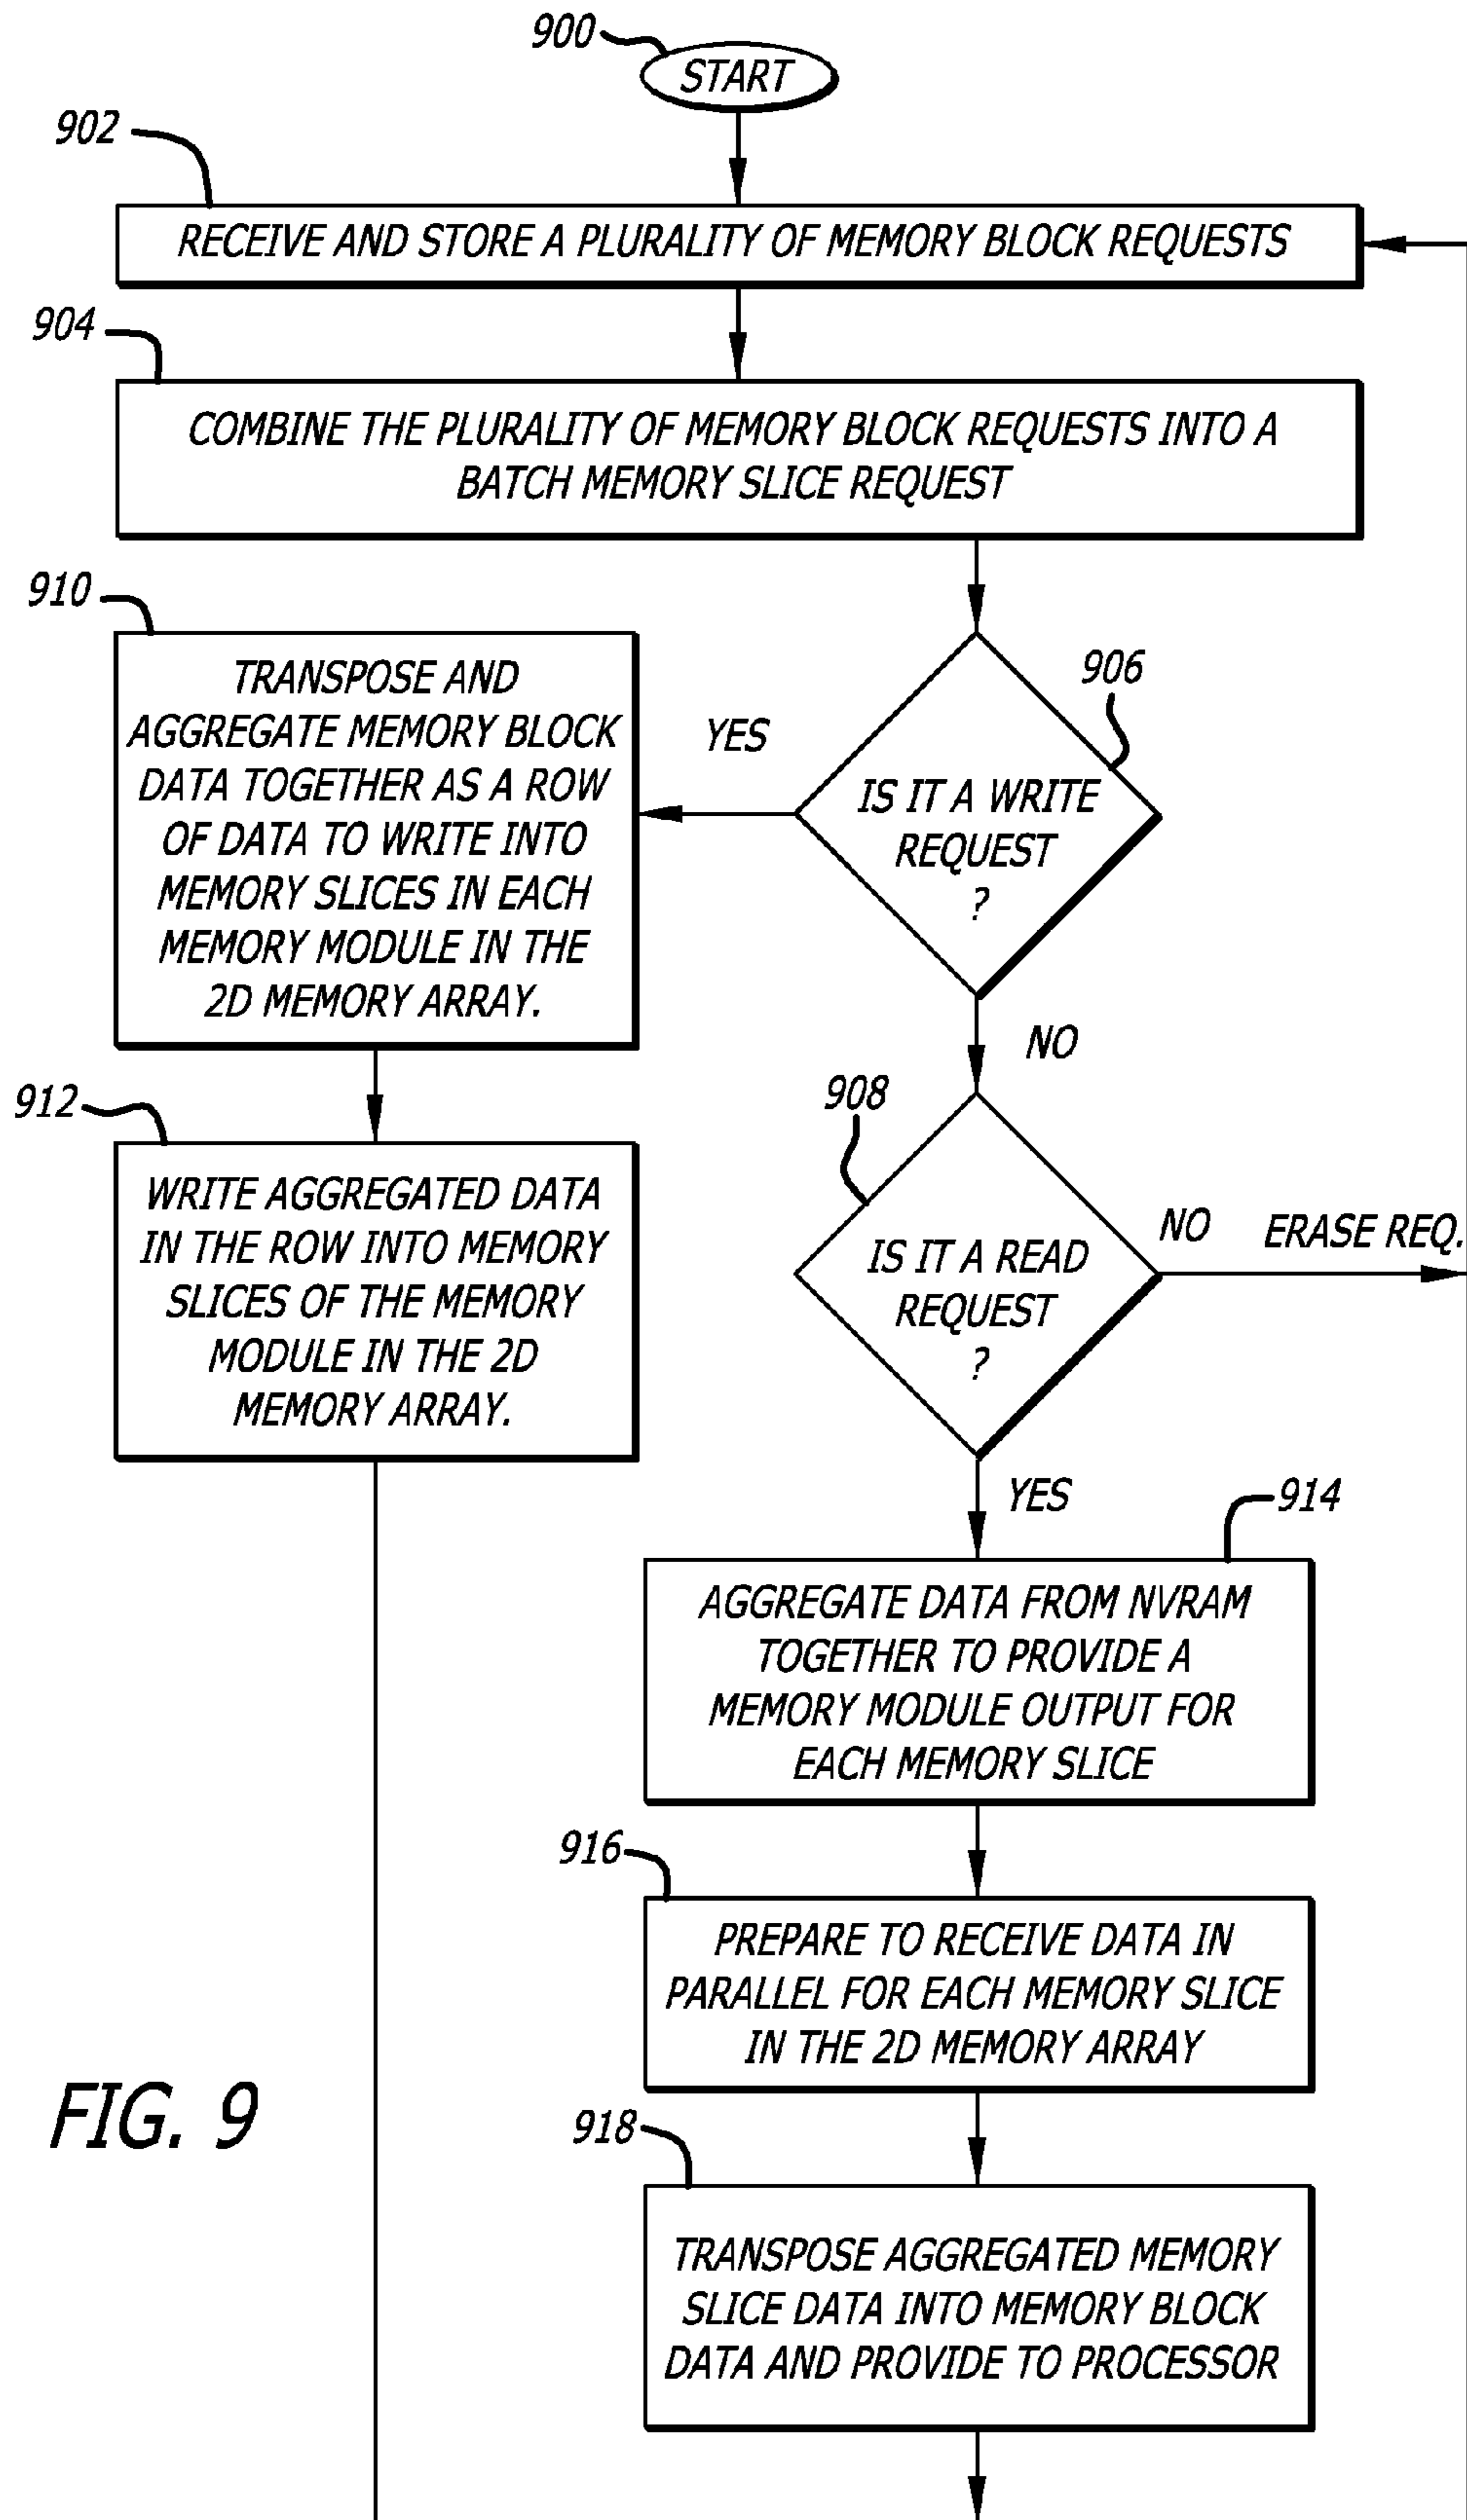 900
START
902
RECEIVE AND STORE A PLURALITY OF MEMORY BLOCK REQUESTS
904
COMBINE THE PLURALITY OF MEMORY BLOCK REQUESTS INTO A
BATCH MEMORY SLICE REQUEST
910
TRANSPOSE AND
AGGREGATE MEMORY BLOCK
DATA TOGETHER AS A ROW
OF DATA TO WRITE INTO
MEMORY SLICES IN EACH
MEMORY MODULE IN THE
2D MEMORY ARRAY.
YES
906
IS IT A WRITE
REQUEST
?
NO
912
WRITE AGGREGATED DATA
IN THE ROW INTO MEMORY
SLICES OF THE MEMORY
MODULE IN THE 2D
MEMORY ARRAY.
908
IS IT A READ
REQUEST
?
NO
ERASE REQ.
YES
914
AGGREGATE DATA FROM NVRAM
TOGETHER TO PROVIDE A
MEMORY MODULE OUTPUT FOR
EACH MEMORY SLICE
916
PREPARE TO RECEIVE DATA IN
PARALLEL FOR EACH MEMORY SLICE
IN THE 2D MEMORY ARRAY
918
TRANSPOSE AGGREGATED MEMORY
SLICE DATA INTO MEMORY BLOCK
DATA AND PROVIDE TO PROCESSOR
FIG. 9